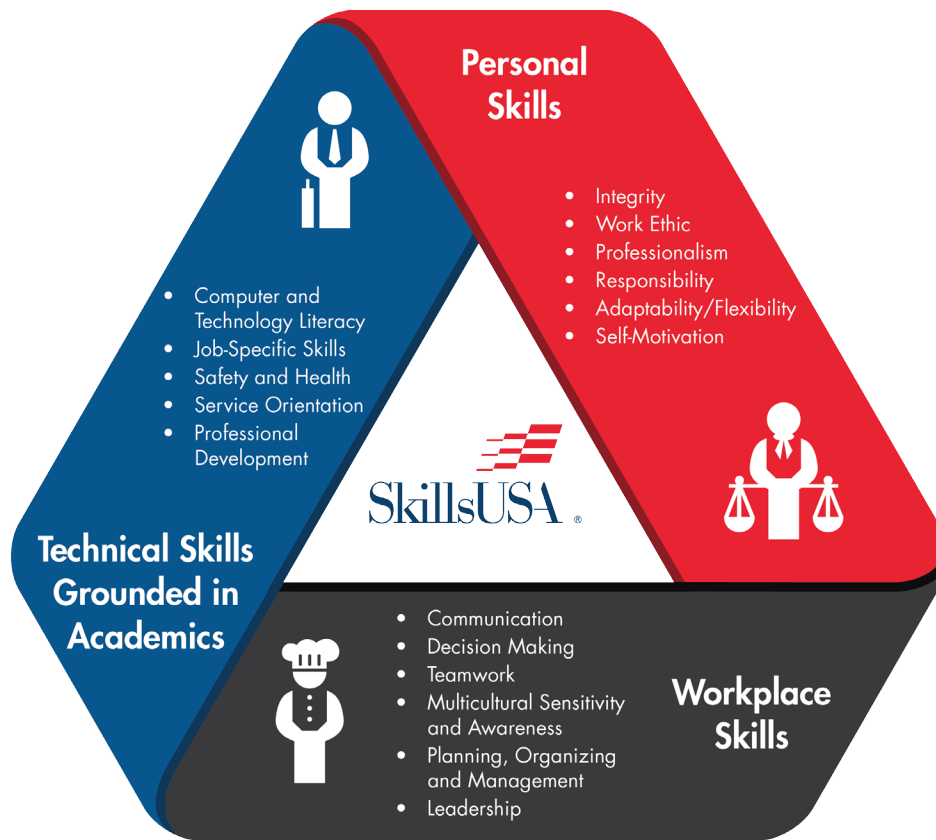 Personal
Skills
• Integrity
• Work Ethic
• Professionalism
• Responsibility
• Adaptability/Flexibility
• Self-Motivation
• Computer and
Technology Literacy
• Job-Specific Skills
• Safety and Health
• Service Orientation
• Professional
Development
Technical Skills
Grounded in
Academics
SkillsUSA ®
• Communication
• Decision Making
• Teamwork
• Multicultural Sensitivity
and Awareness
• Planning, Organizing
and Management
• Leadership
Workplace
Skills